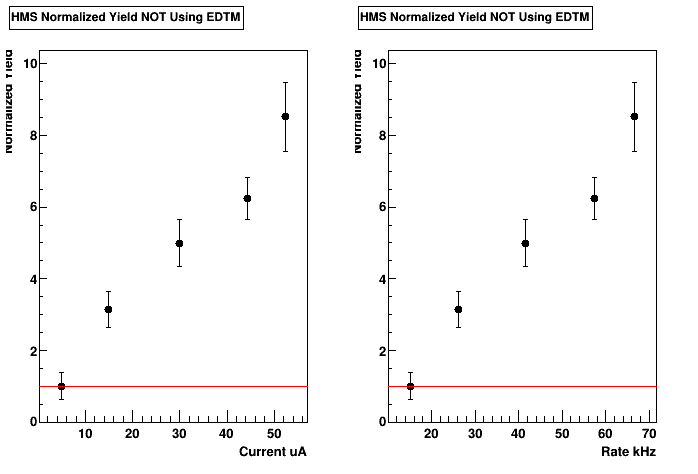 HMS Normalized Yield NOT Using EDTM
Normalized Yield
10
8
6
4
2
0
10 20 30 40 50
Current uA
HMS Normalized Yield NOT Using EDTM
Normalized Yield
10
8
6
4
2
0
20 30 40 50 60 70
Rate kHz